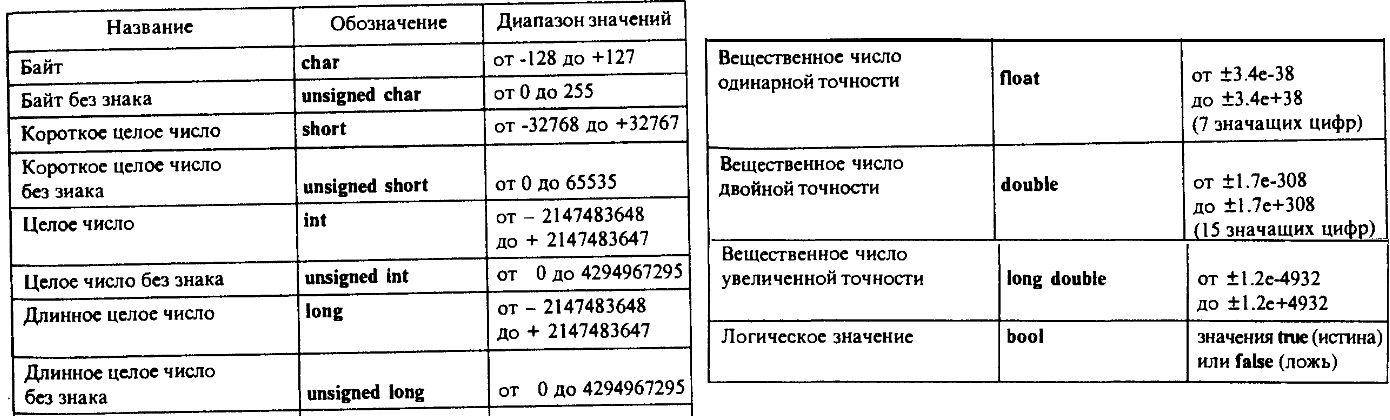 Название Обозначение Диапазон значений
Байт char от -128 до +127
Байт без знака unsigned char от 0 до 255
Короткое целое число short от -32768 до +32767
Короткое целое число
без зиака unsigned short от 0 до 65535
Целое число int от – 2147483648
до + 2147483647
Целое число без знака unsigned int от 0 до 4294967295
Длинное целое число long от – 2147483648
до + 2147483647
Длинное целое число
без знака unsigned long от 0 до 4294967295
Вещественное число
одинарной точности float от ±3.4e-38
до ±3.4e+38
(7 значащих цифр)
Вещественное число
двойной точности double от ±1.7e-308
до ±1.7e+308
(15 значащих цифр)
Вещественное число
увеличенной точности long double от ±1.2e-4932
до ±1.2e+4932
Логическое значение bool значения true (истина)
или false (ложь)